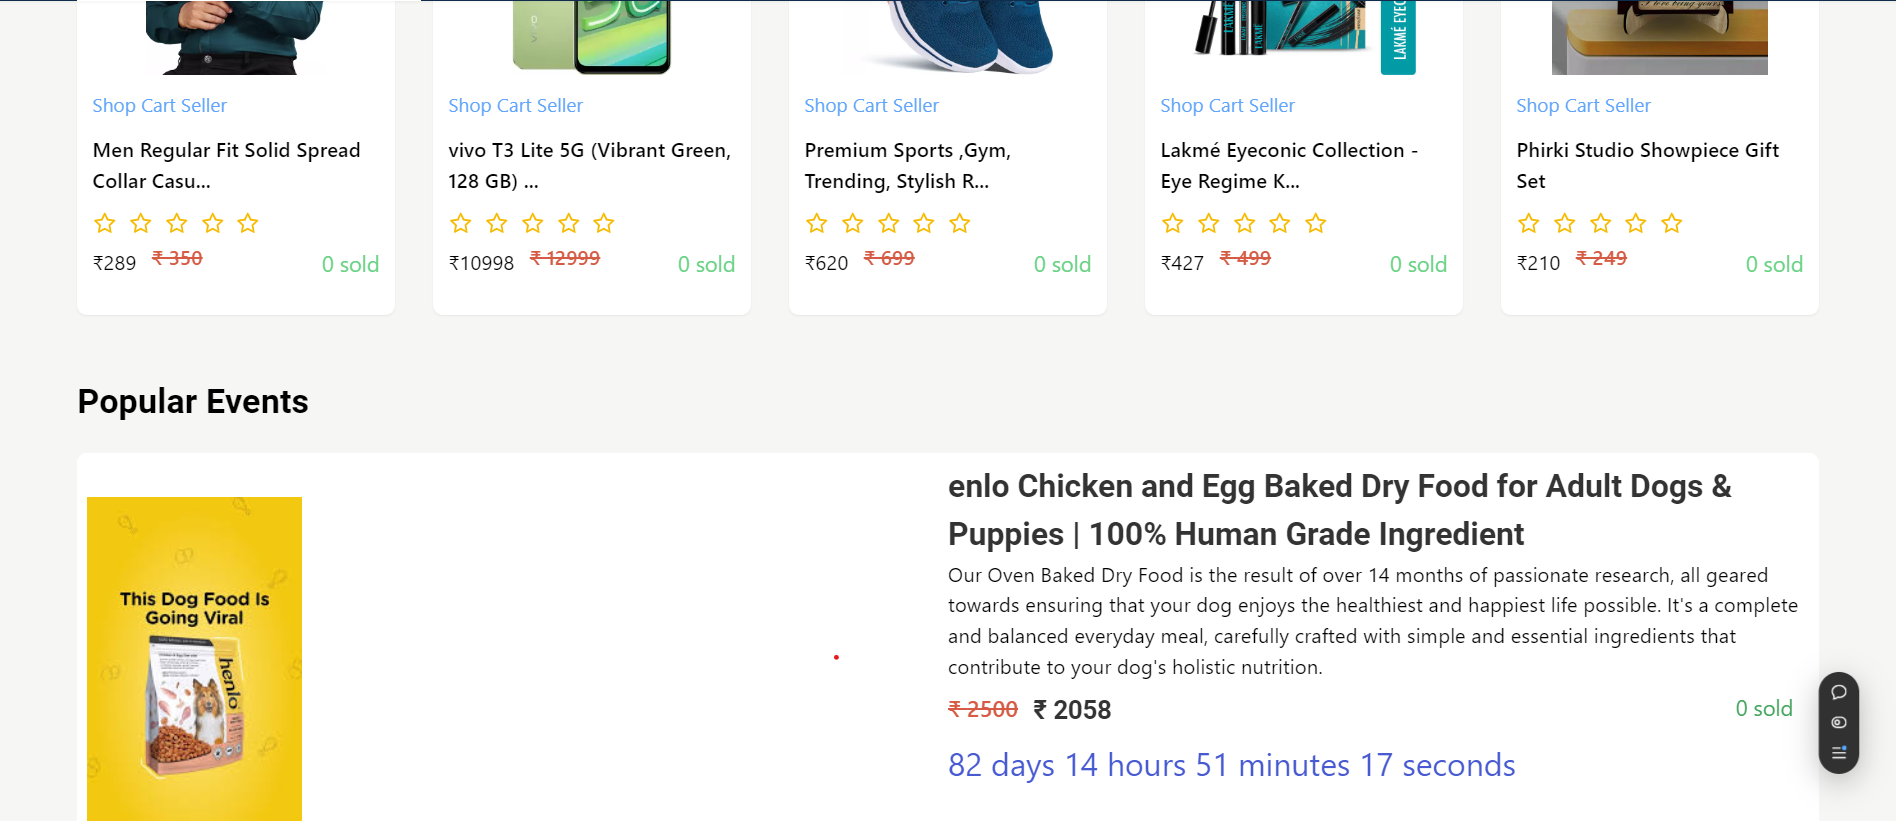 LAKMÉ EYEC
I love being yours
Shop Cart Seller
Shop Cart Seller
Shop Cart Seller
Shop Cart Seller
Shop Cart Seller
Men Regular Fit Solid Spread
Collar Casu...
vivo T3 Lite 5G (Vibrant Green,
128 GB) ...
Premium Sports ,Gym,
Trending, Stylish R...
Lakmé Eyeconic Collection -
Eye Regime K...
Phirki Studio Showpiece Gift
Set
₹289 ₹ 350 0 sold
₹10998 ₹ 12999 0 sold
₹620 ₹ 699 0 sold
₹427 ₹ 499 0 sold
₹210 ₹ 249 0 sold
Popular Events
This Dog Food Is
Going Viral
henlo
enlo Chicken and Egg Baked Dry Food for Adult Dogs &
Puppies | 100% Human Grade Ingredient
Our Oven Baked Dry Food is the result of over 14 months of passionate research, all geared
towards ensuring that your dog enjoys the healthiest and happiest life possible. It's a complete
and balanced everyday meal, carefully crafted with simple and essential ingredients that
contribute to your dog's holistic nutrition.
₹ 2500 ₹ 2058 0 sold
82 days 14 hours 51 minutes 17 seconds